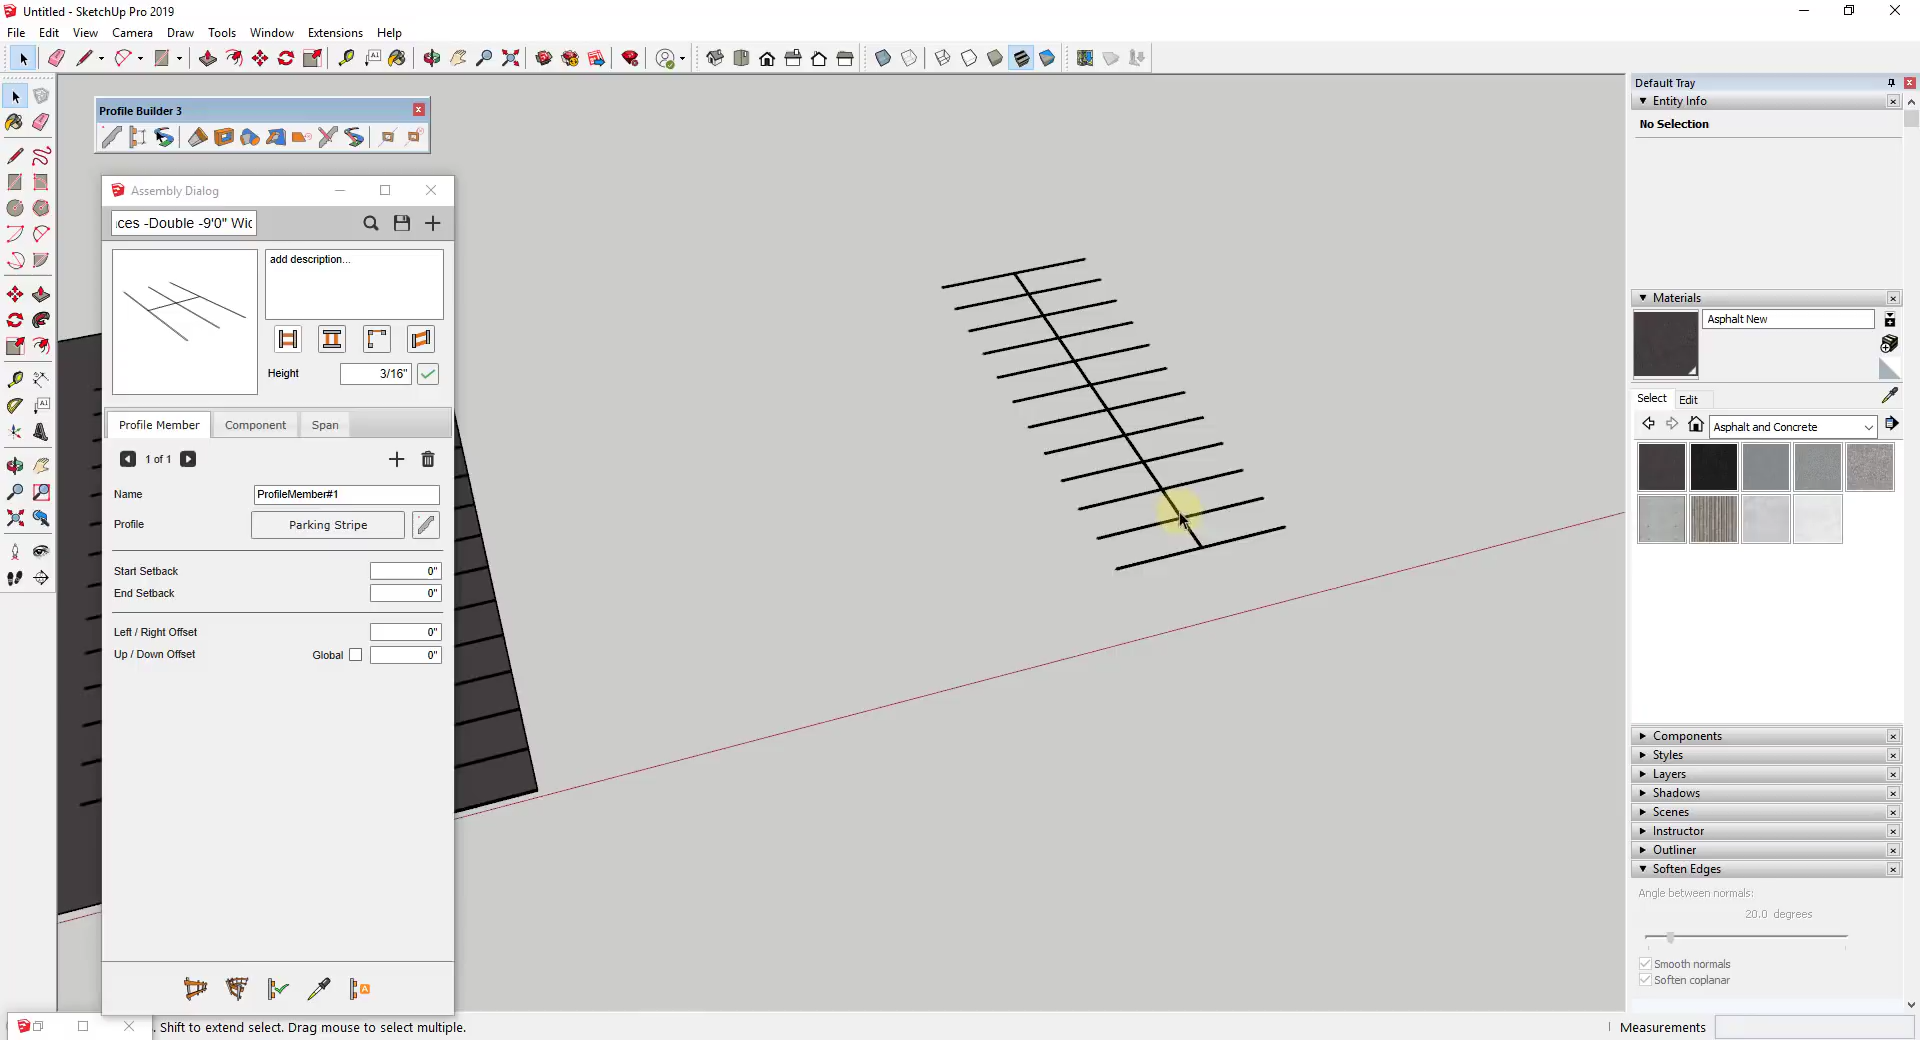 Untitled - SketchUp Pro 2019
File Edit View Camera Draw Tools Window Extensions Help
Profile Builder 3
Assembly Dialog
ces -Double -9'0" Wid
add description...
Height 3/16"
Profile Member Component Span
1 of 1
Name ProfileMember#1
Profile Parking Stripe
Start Setback 0"
End Setback 0"
Left / Right Offset 0"
Up / Down Offset Global 0"
. Shift to extend select. Drag mouse to select multiple.
Measurements
Default Tray
Entity Info
No Selection
Materials
Asphalt New
Select Edit
Asphalt and Concrete
Components
Styles
Layers
Shadows
Scenes
Instructor
Outliner
Soften Edges
Angle between normals:
20.0 degrees
Smooth normals
Soften coplanar